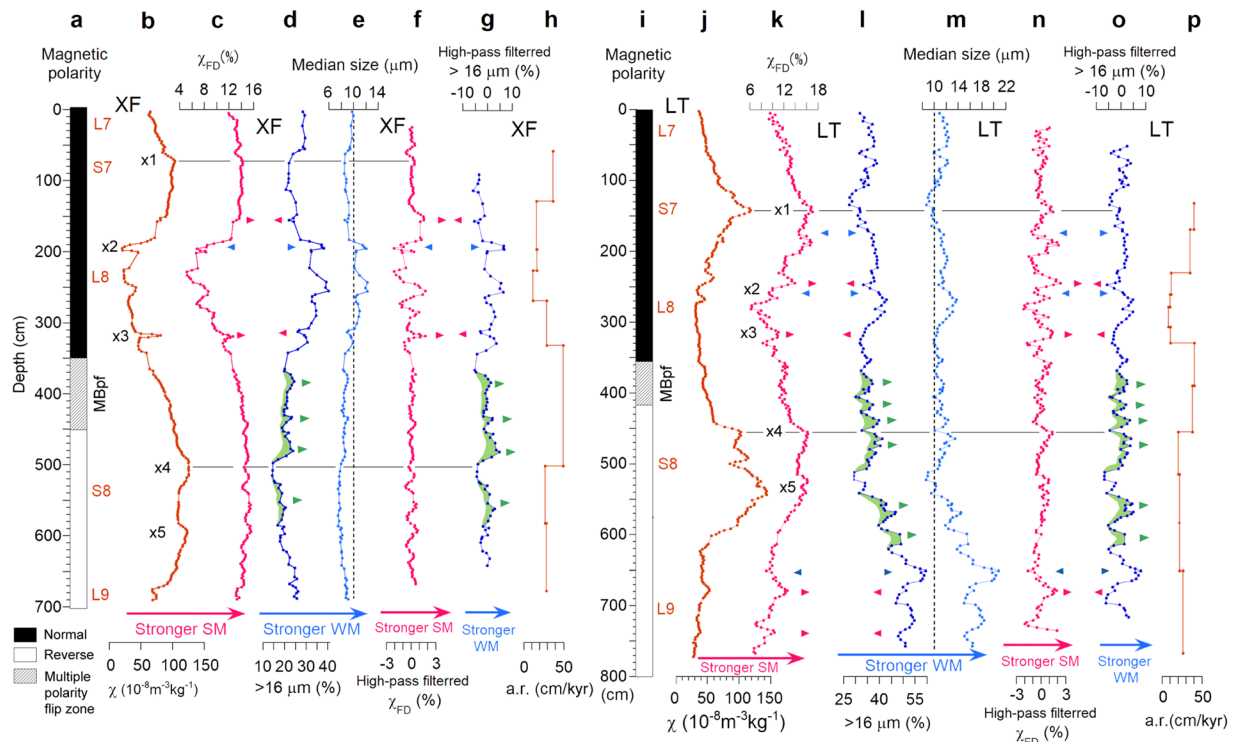 a b c d e f g h i j k l m n o p
Magnetic
polarity
χFD(%)
4 8 12 16
Median size (μm)
6 10 14
High-pass filterred
> 16 μm (%)
-10 0 10
Magnetic
polarity
χFD(%)
6 12 18
Median size (μm)
10 14 18 22
High-pass filterred
> 16 μm (%)
-10 0 10
XF XF XF XF
LT LT LT LT LT
L7
S7
L8
S8
L9
x1
x2
x3
x4
x5
0
100
200
300
400
500
600
700
Depth (cm)
MBpf
L7
S7
L8
S8
L9
x1
x2
x3
x4
x5
0
100
200
300
400
500
600
700
800
(cm)
MBpf
Stronger SM
Stronger WM
Stronger SM
Stronger
WM
Stronger SM
Stronger WM
Stronger SM
Stronger
WM
Normal
Reverse
Multiple
polarity
flip zone
0 50 100 150
χ (10-8m-3kg-1)
10 20 30 40
>16 μm (%)
-3 0 3
High-pass filterred
χFD (%)
0 50
a.r. (cm/kyr)
0 50 100 150
χ (10-8m-3kg-1)
25 40 55
>16 μm (%)
-3 0 3
High-pass filterred
χFD (%)
0 50
a.r.(cm/kyr)